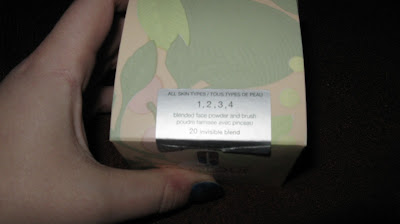 ALL SKIN TYPES / TOUS TYPES DE PEAU
1,2,3,4
blended face powder and brush
poudre fermiée avec pinceau
20 invisible blend